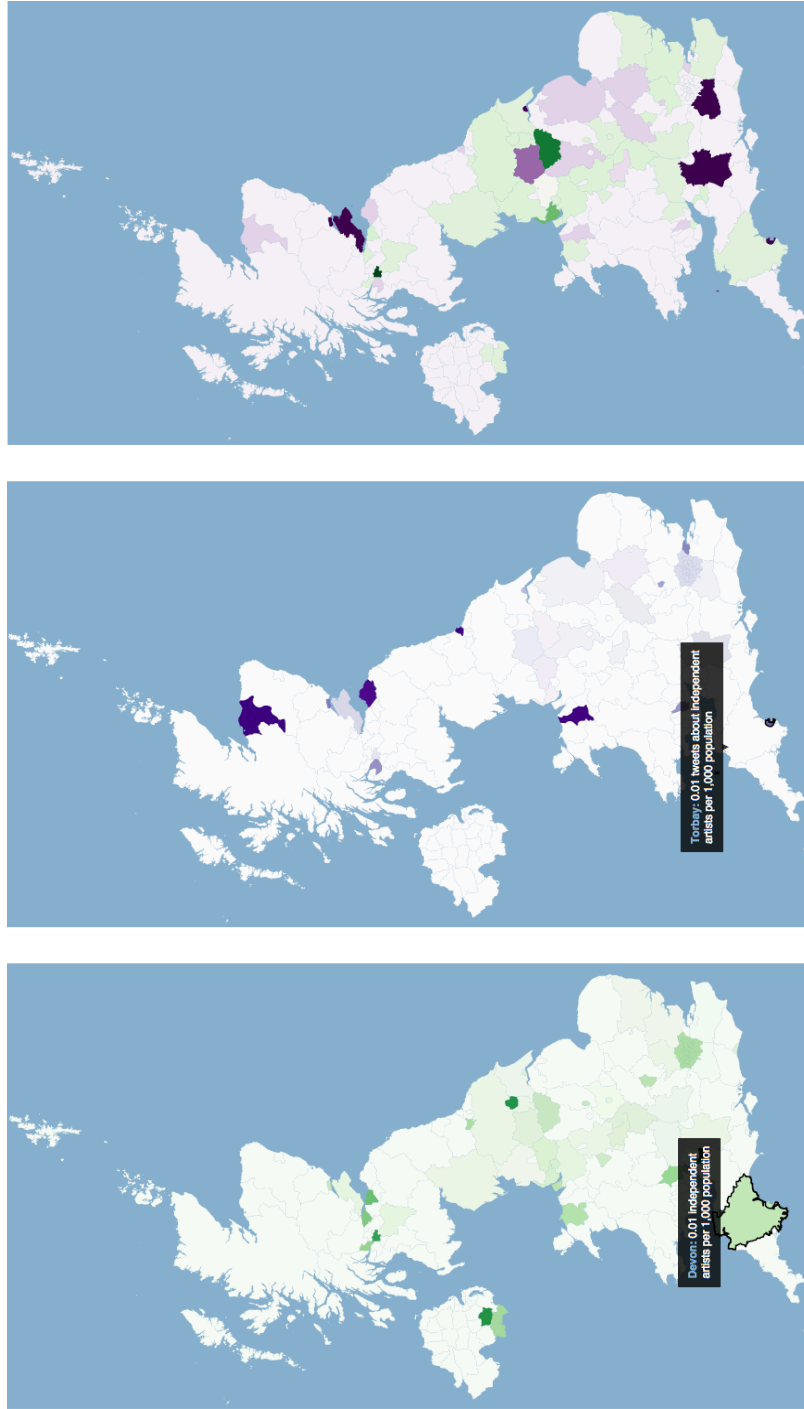 Torbay: 0.01 tweets about independent
artists per 1,000 population
Devon: 0.01 independent
artists per 1,000 population